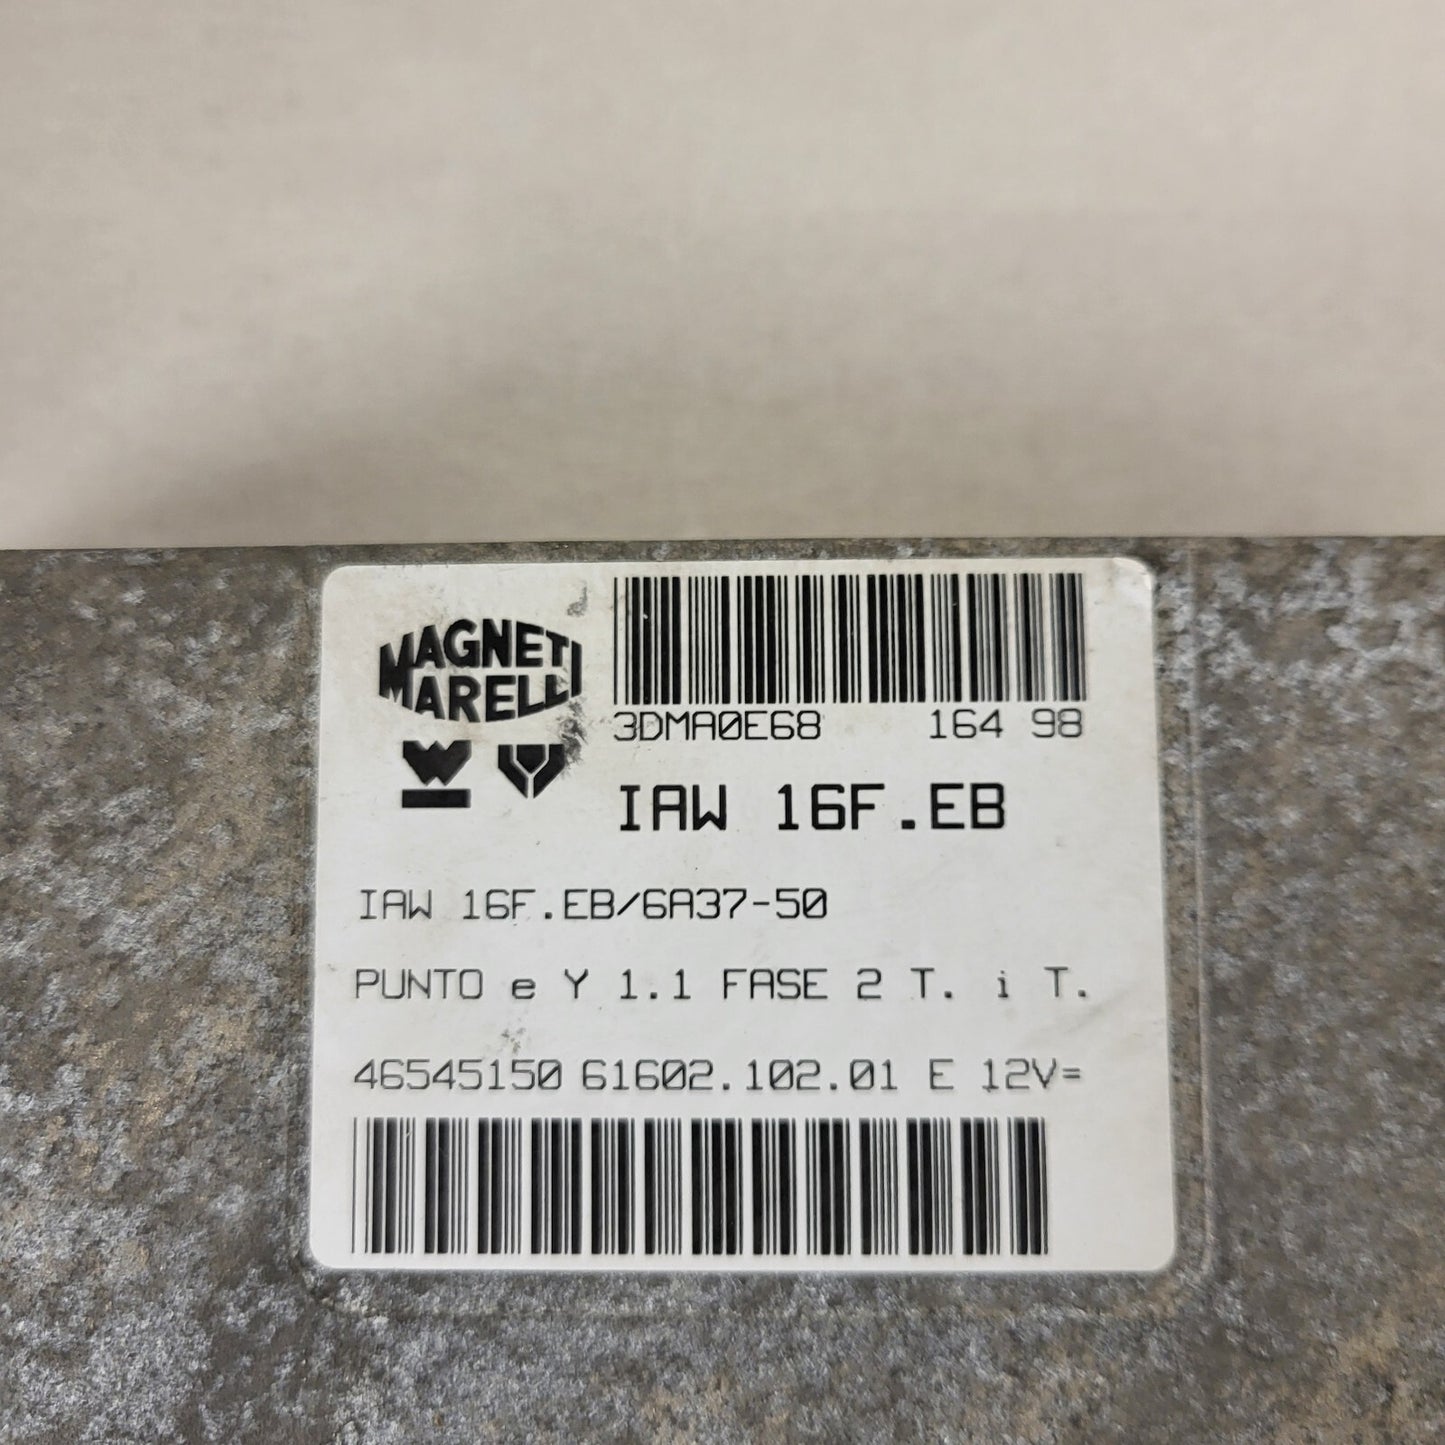 MAGNETI
MARELLI
3DMA0E68 164 98
IAW 16F.EB
IAW 16F.EB/6A37-50
PUNTO e Y 1.1 FASE 2 T. i T.
46545150 61602.102.01 E 12V=